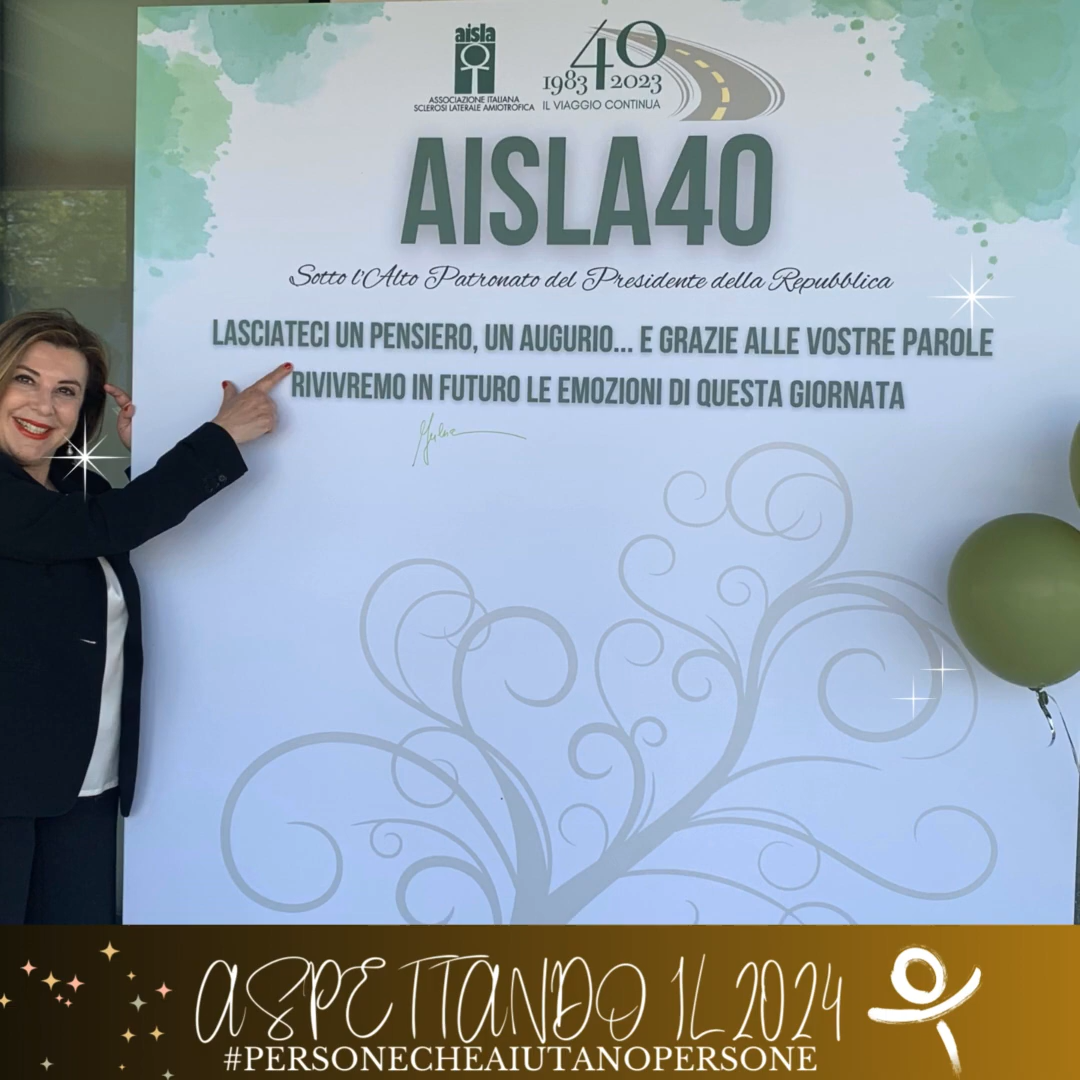 aisla
ASSOCIAZIONE ITALIANA
SCLEROSI LATERALE AMIOTROFICA
40
1983 2023
IL VIAGGIO CONTINUA
AISLA40
Sotto l'Alto Patronato del Presidente della Repubblica
LASCIATECI UN PENSIERO, UN AUGURIO... E GRAZIE ALLE VOSTRE PAROLE
RIVIVREMO IN FUTURO LE EMOZIONI DI QUESTA GIORNATA
ASPETTANDO IL 2024
#PERSONECHEAIUTANOPERSONE